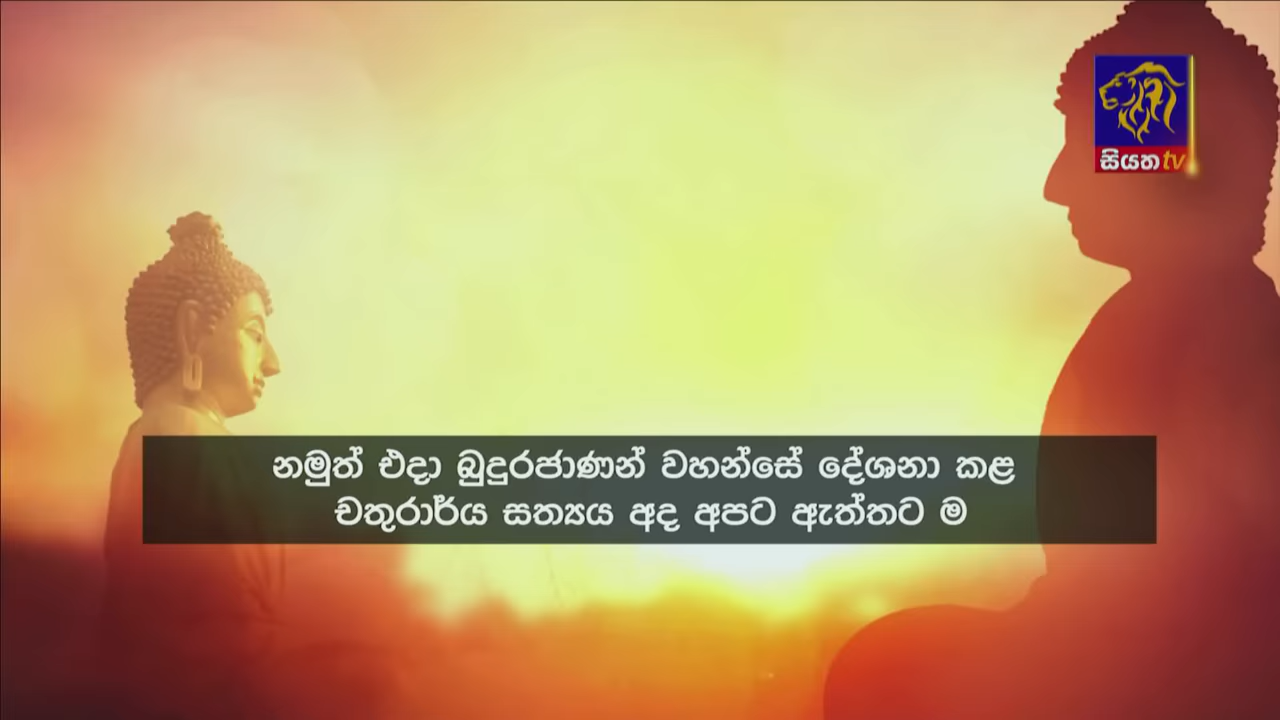 සියත tv
නමුත් එදා බුදුරජාණන් වහන්සේ දේශනා කළ
චතුරාර්ය සත්‍යය අද අපට ඇත්තට ම